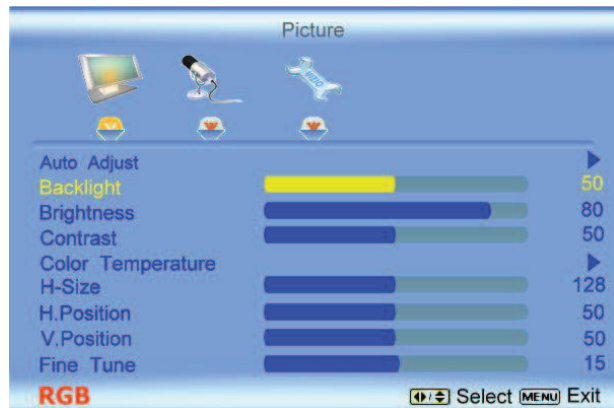 Picture
VIZIO
Auto Adjust
Backlight 50
Brightness 80
Contrast 50
Color Temperature
H-Size 128
H.Position 50
V.Position 50
Fine Tune 15
RGB Select MENU Exit